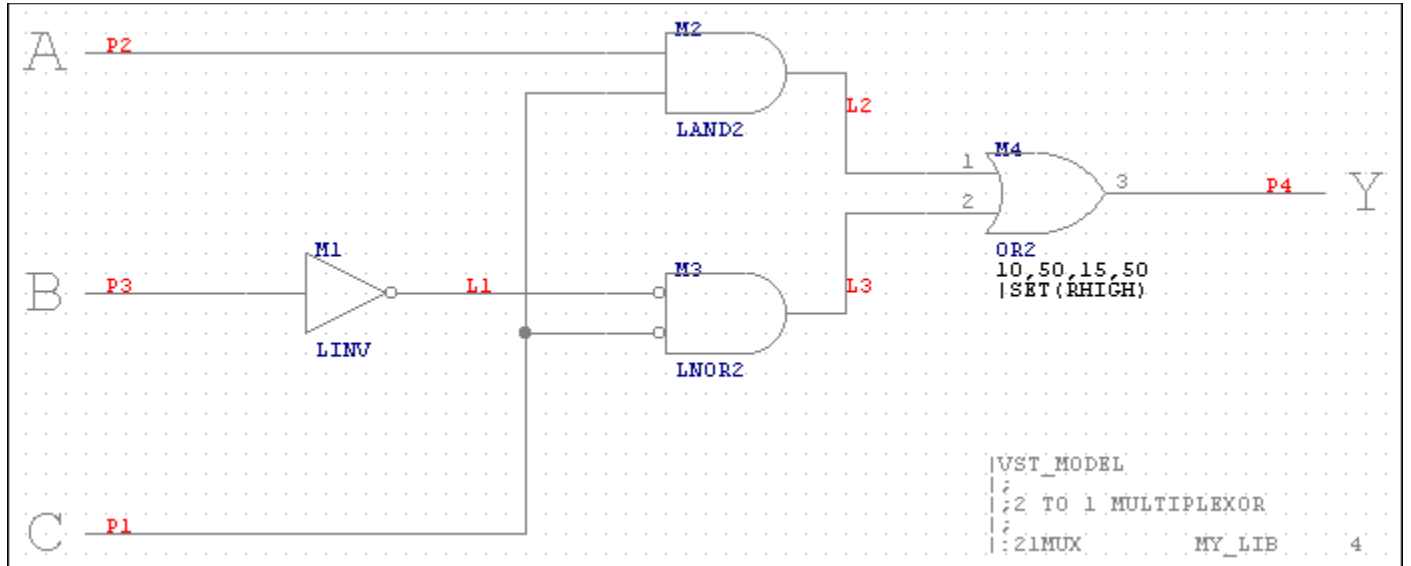 M2
A P2
L2
LAND2
M4
1
3
P4 Y
2
M1
OR2
M3
10,50,15,50
B P3 L1 L3
|SET(RHIGH)
LINV
LNOR2
|VST_MODEL
|;
|;2 TO 1 MULTIPLEXOR
|;
C P1
|:21MUX MY_LIB 4